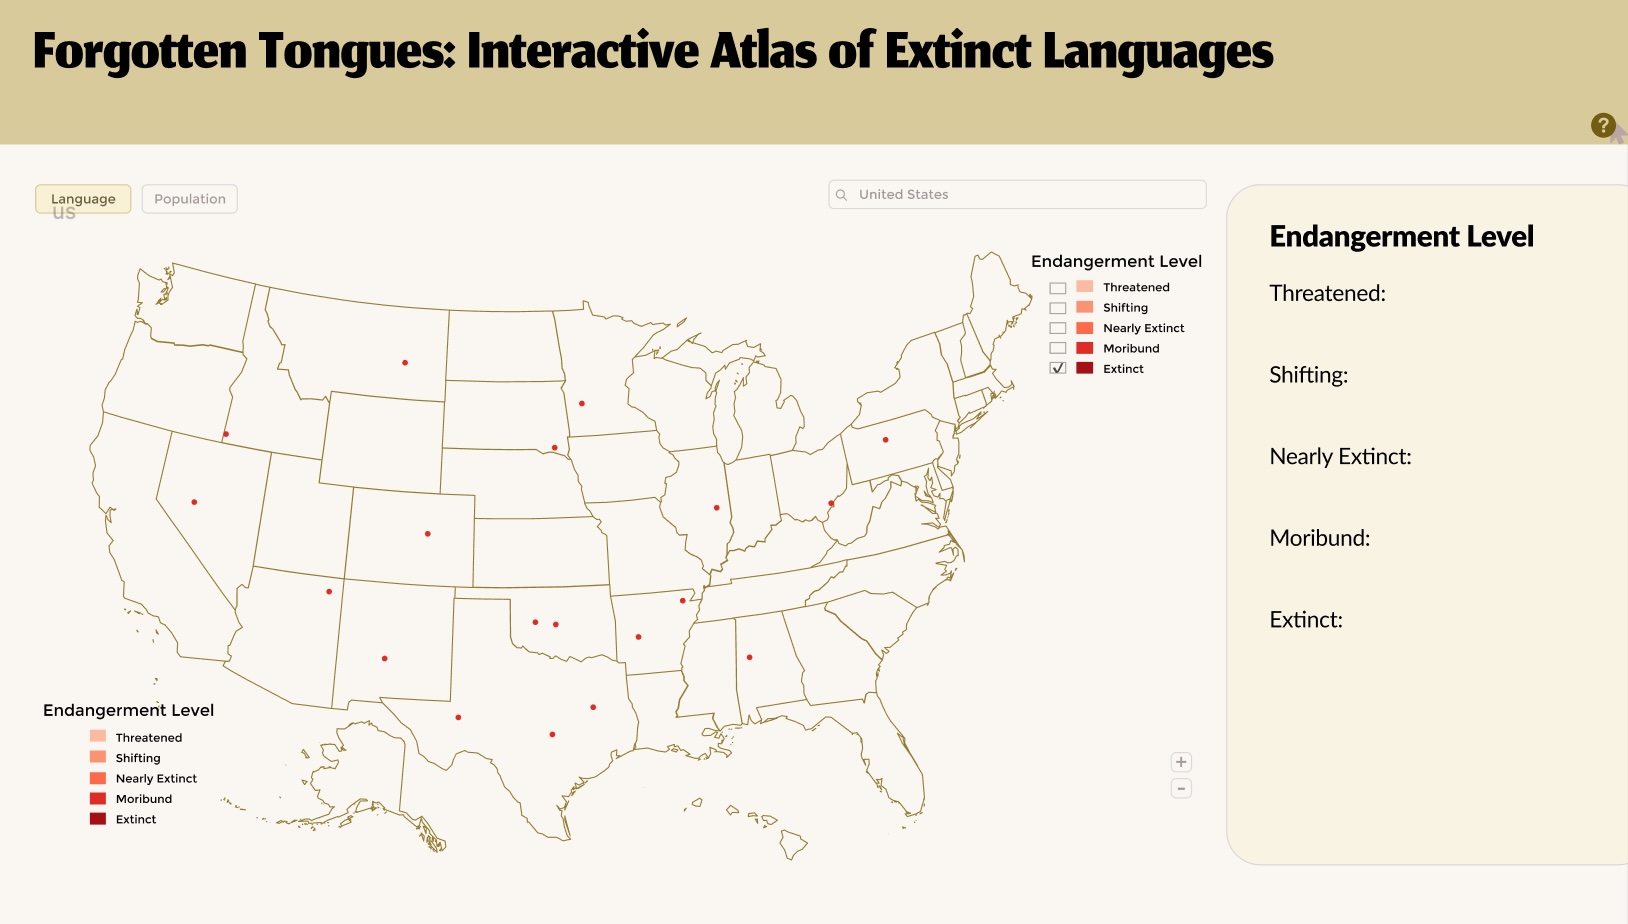 Forgotten Tongues: Interactive Atlas of Extinct Languages
?
Language
Population
us
United States
Endangerment Level
Threatened
Shifting
Nearly Extinct
Moribund
Extinct
Endangerment Level
Threatened:
Shifting:
Nearly Extinct:
Moribund:
Extinct:
Endangerment Level
Threatened
Shifting
Nearly Extinct
Moribund
Extinct
+
-